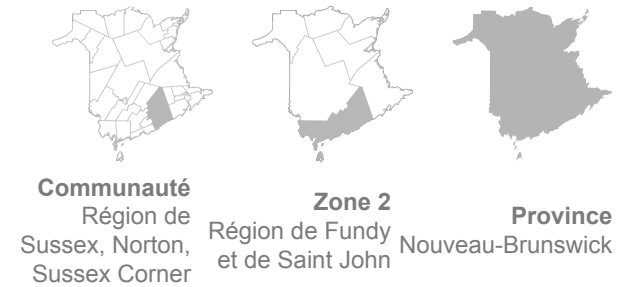 Communauté
Région de
Sussex, Norton,
Sussex Corner
Zone 2
Région de Fundy
et de Saint John
Province
Nouveau-Brunswick